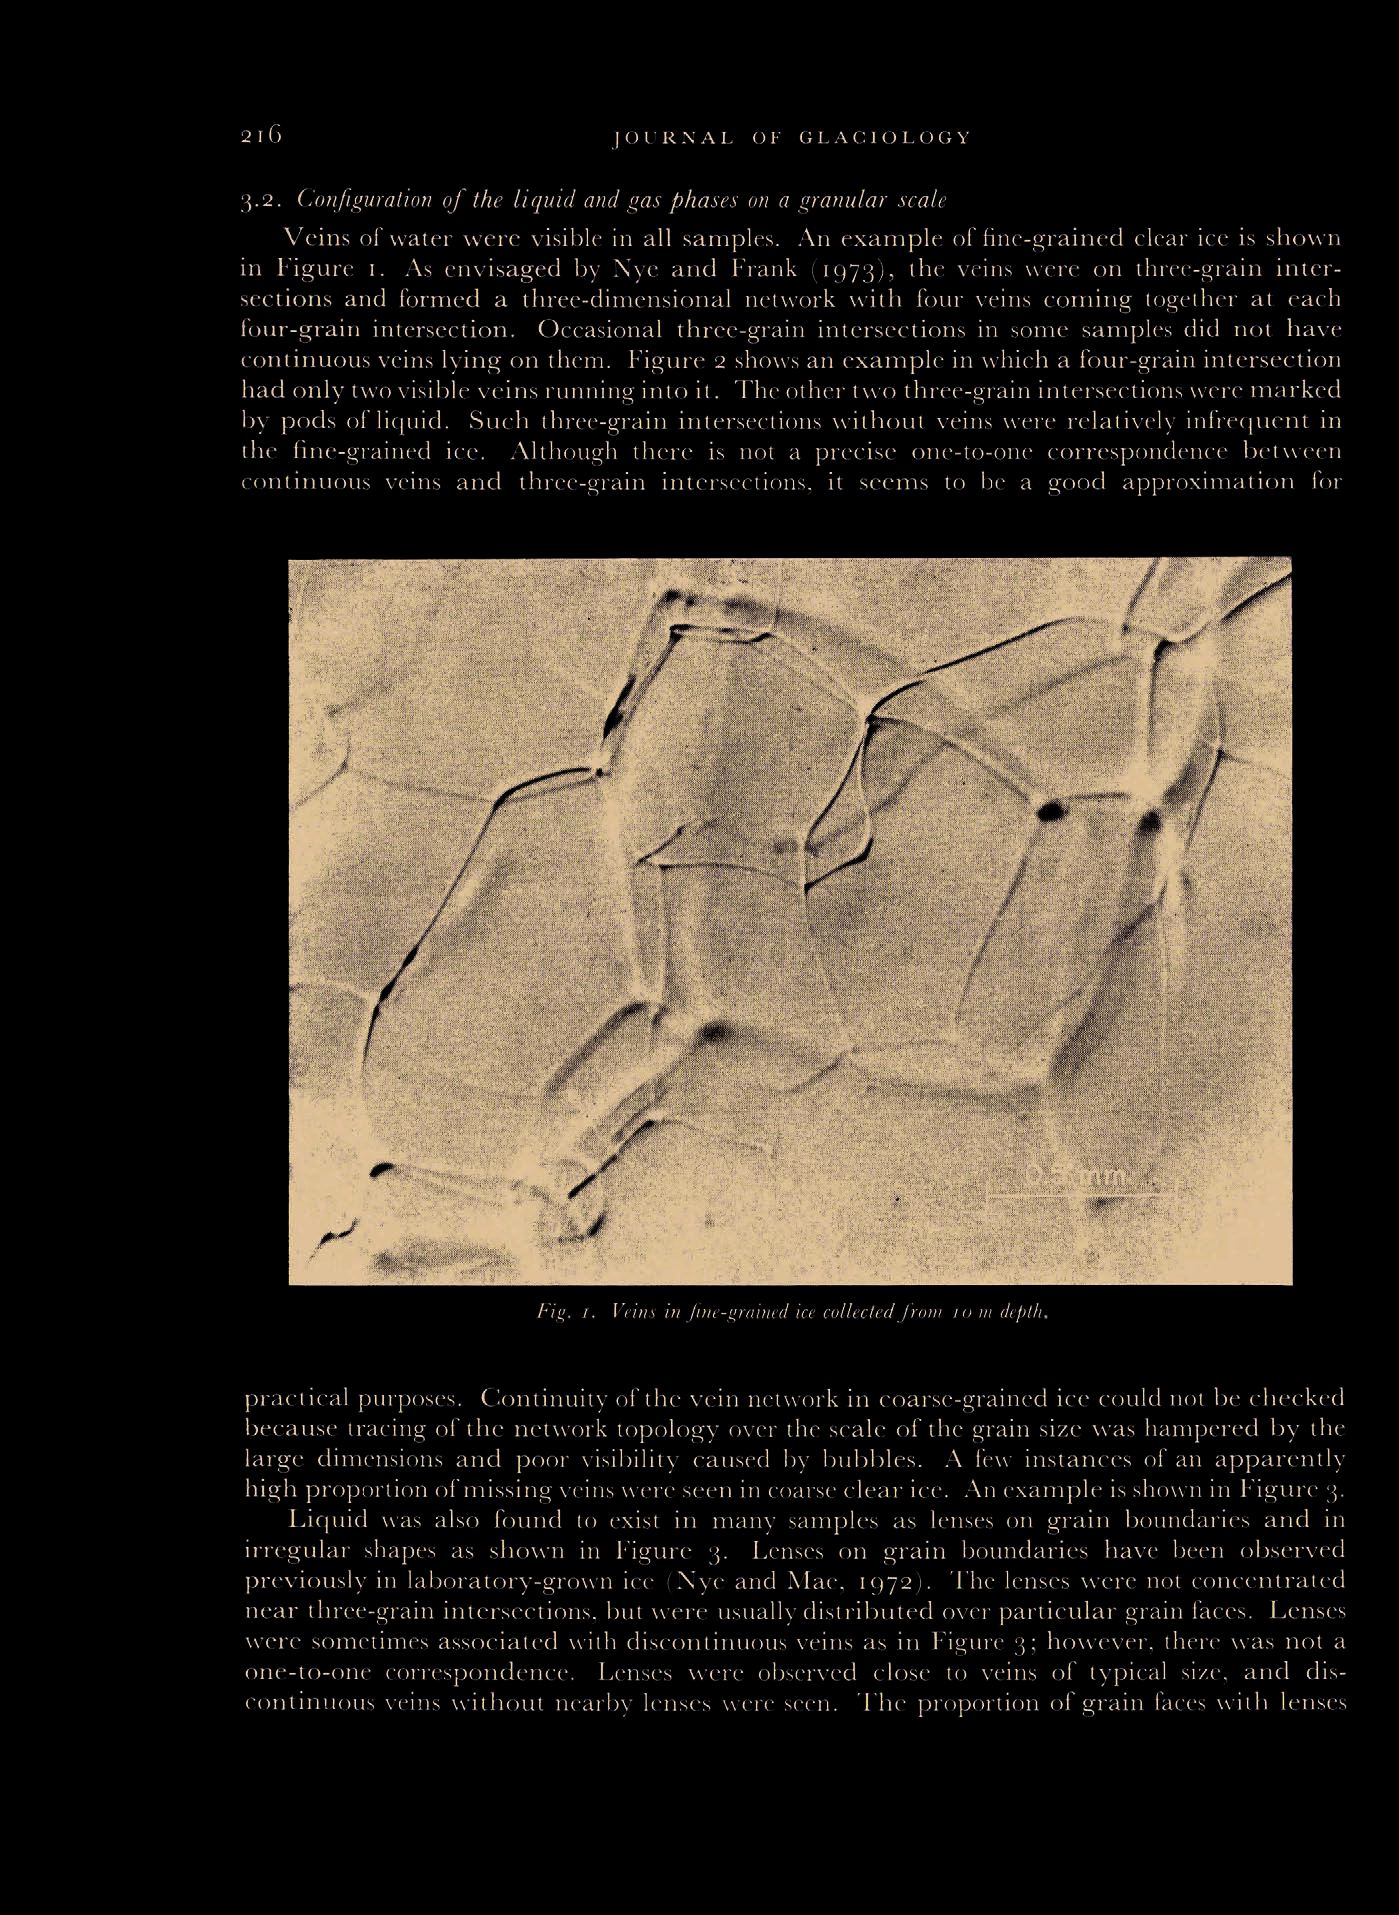 216
JOURNAL OF GLACIOLOGY
3.2. Configuration of the liquid and gas phases on a granular scale
Veins of water were visible in all samples. An example of fine-grained clear ice is shown
in Figure 1. As envisaged by Nye and Frank (1973), the veins were on three-grain inter-
sections and formed a three-dimensional network with four veins coming together at each
four-grain intersection. Occasional three-grain intersections in some samples did not have
continuous veins lying on them. Figure 2 shows an example in which a four-grain intersection
had only two visible veins running into it. The other two three-grain intersections were marked
by pods of liquid. Such three-grain intersections without veins were relatively infrequent in
the fine-grained ice. Although there is not a precise one-to-one correspondence between
continuous veins and three-grain intersections, it seems to be a good approximation for
0.5 mm
Fig. 1. Veins in fine-grained ice collected from 10 m depth.
practical purposes. Continuity of the vein network in coarse-grained ice could not be checked
because tracing of the network topology over the scale of the grain size was hampered by the
large dimensions and poor visibility caused by bubbles. A few instances of an apparently
high proportion of missing veins were seen in coarse clear ice. An example is shown in Figure 3.
Liquid was also found to exist in many samples as lenses on grain boundaries and in
irregular shapes as shown in Figure 3. Lenses on grain boundaries have been observed
previously in laboratory-grown ice (Nye and Mae, 1972). The lenses were not concentrated
near three-grain intersections, but were usually distributed over particular grain faces. Lenses
were sometimes associated with discontinuous veins as in Figure 3; however, there was not a
one-to-one correspondence. Lenses were observed close to veins of typical size, and dis-
continuous veins without nearby lenses were seen. The proportion of grain faces with lenses